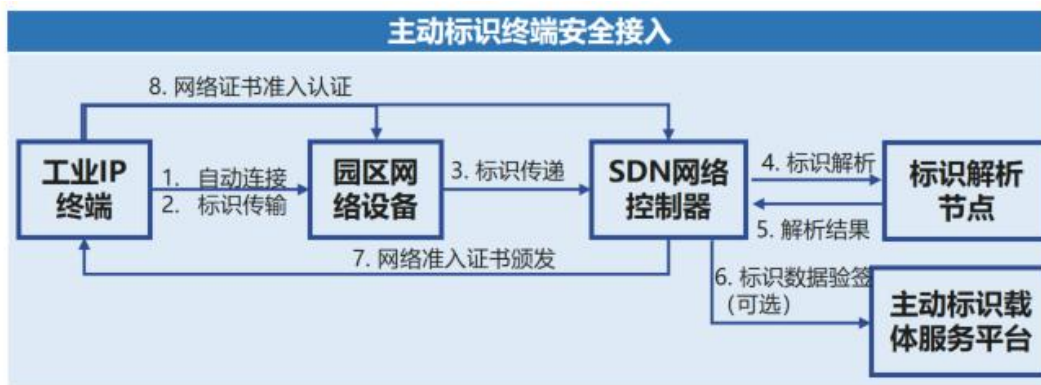 主动标识终端安全接入
8. 网络证书准入认证
工业IP
终端
1. 自动连接
2. 标识传输
园区网
络设备
3. 标识传递
SDN网络
控制器
4. 标识解析
5. 解析结果
标识解析
节点
7. 网络准入证书颁发
6. 标识数据验签
（可选）
主动标识载
体服务平台